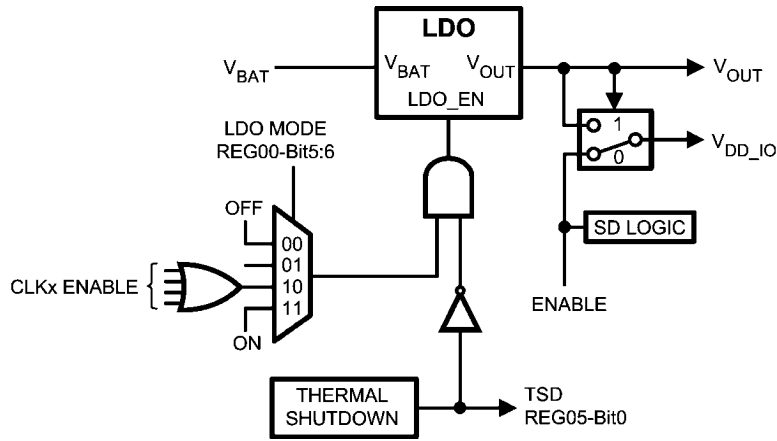 LDO
V_BAT
V_BAT
V_OUT
V_OUT
LDO_EN
LDO MODE
REG00-Bit5:6
1
0
V_DD_IO
OFF
00
01
10
11
SD LOGIC
CLKx ENABLE
ENABLE
ON
THERMAL
SHUTDOWN
TSD
REG05-Bit0